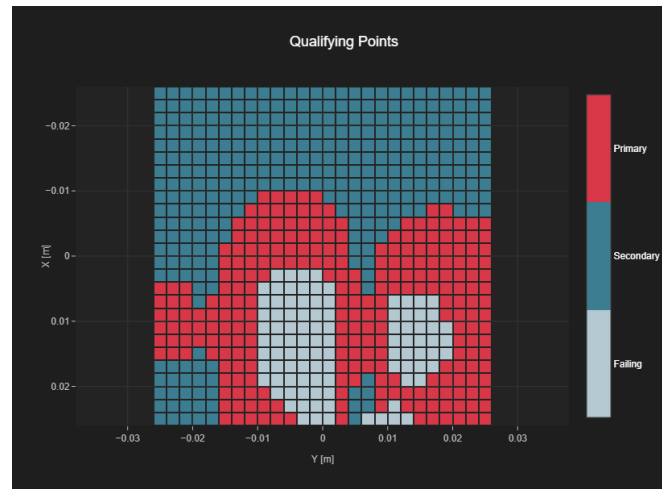 Qualifying Points
−0.02
−0.01
0
0.01
0.02
X [m]
−0.03
−0.02
−0.01
0
0.01
0.02
0.03
Y [m]
Primary
Secondary
Failing